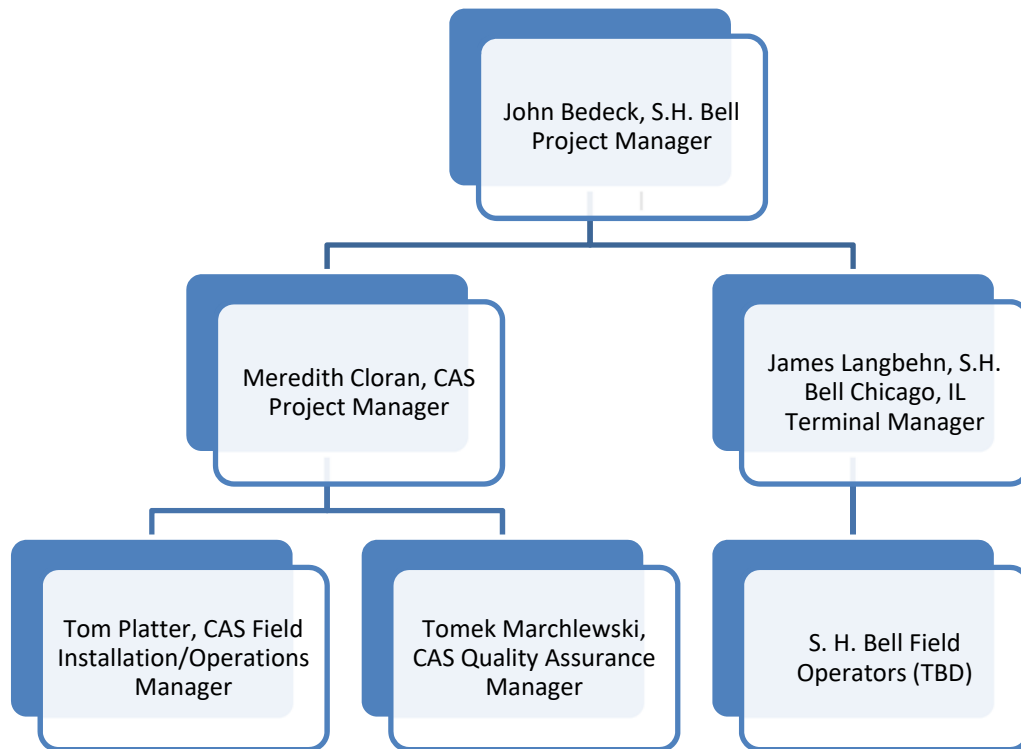 John Bedeck, S.H. Bell
Project Manager
Meredith Cloran, CAS
Project Manager
James Langbehn, S.H.
Bell Chicago, IL
Terminal Manager
Tom Platter, CAS Field
Installation/Operations
Manager
Tomek Marchlewski,
CAS Quality Assurance
Manager
S. H. Bell Field
Operators (TBD)